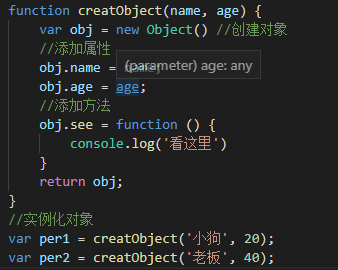 function creatObject(name, age) {
var obj = new Object() //创建对象
//添加属性
obj.name =
(parameter) age: any
obj.age = age;
//添加方法
obj.see = function () {
console.log('看这里')
}
return obj;
}
//实例化对象
var per1 = creatObject('小狗', 20);
var per2 = creatObject('老板', 40);